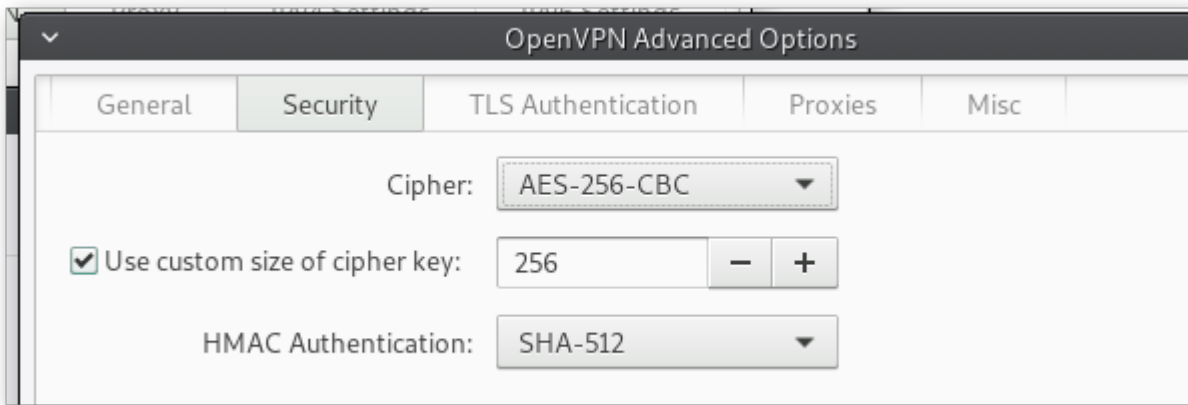 OpenVPN Advanced Options
General Security TLS Authentication Proxies Misc
Cipher: AES-256-CBC
Use custom size of cipher key: 256 − +
HMAC Authentication: SHA-512